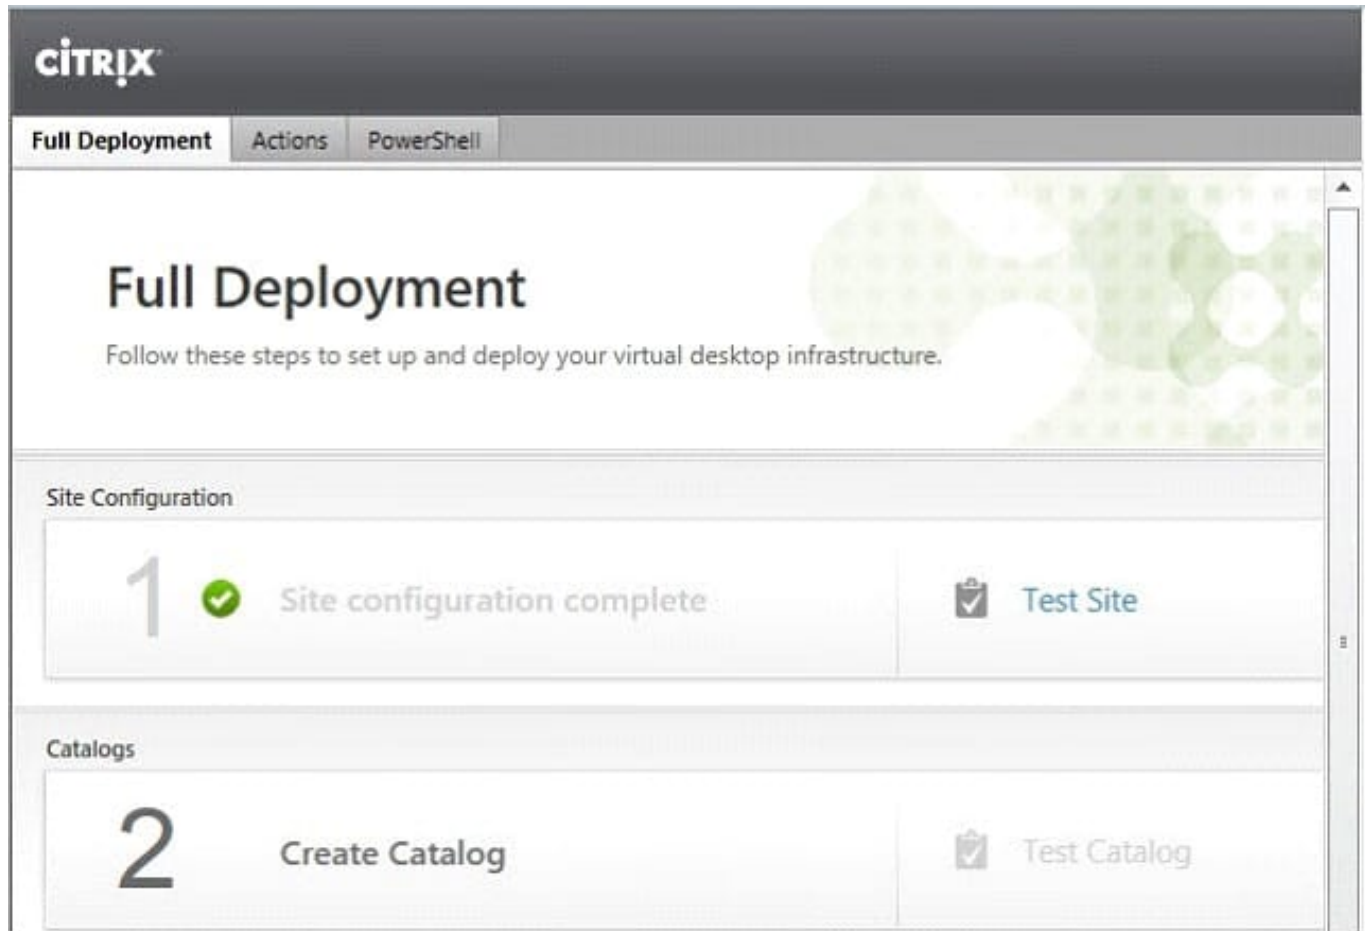 CITRIX
Full Deployment Actions PowerShell
Full Deployment
Follow these steps to set up and deploy your virtual desktop infrastructure.
Site Configuration
1 Site configuration complete Test Site
Catalogs
2 Create Catalog Test Catalog